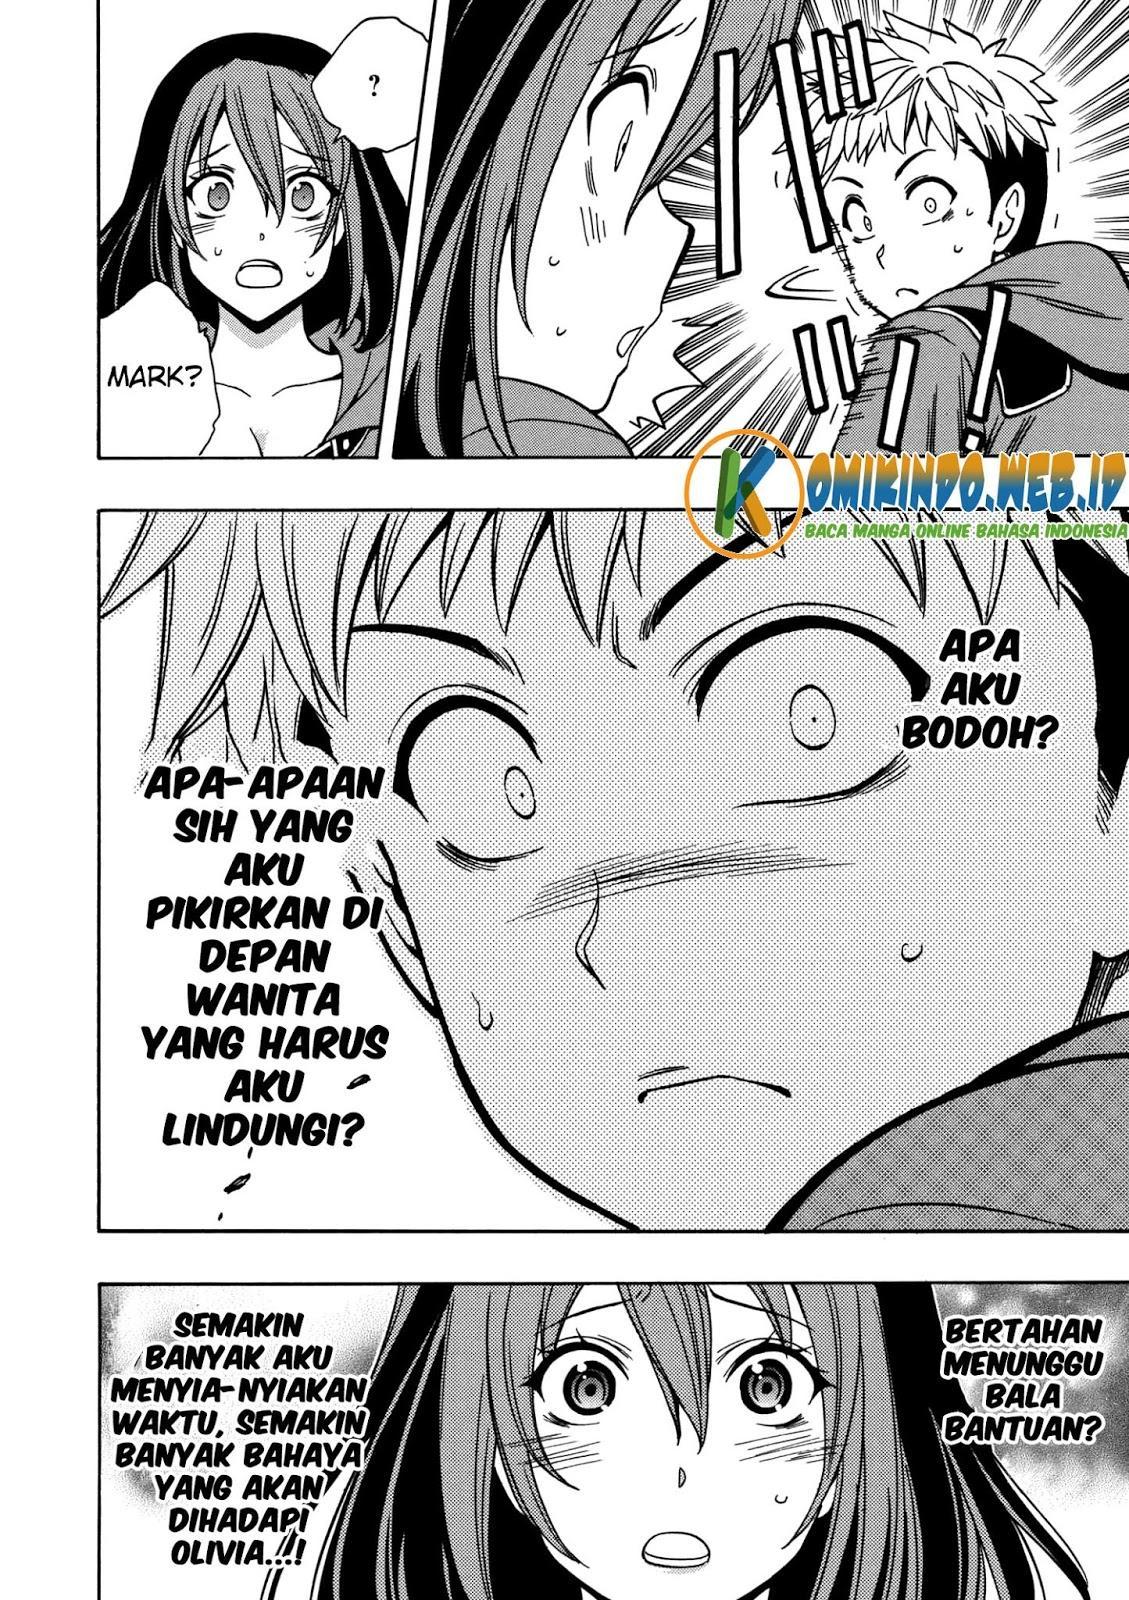 ?
MARK?
KOMIKINDO.WEB.ID
BACA MANGA ONLINE BAHASA INDONESIA
APA
AKU
BODOH?
APA-APAAN
SIH YANG
AKU
PIKIRKAN DI
DEPAN
WANITA
YANG HARUS
AKU
LINDUNGI?
BERTAHAN
MENUNGGU
BALA
BANTUAN?
SEMAKIN
BANYAK AKU
MENYIA-NYIAKAN
WAKTU, SEMAKIN
BANYAK BAHAYA
YANG AKAN
DIHADAPI
OLIVIA...!